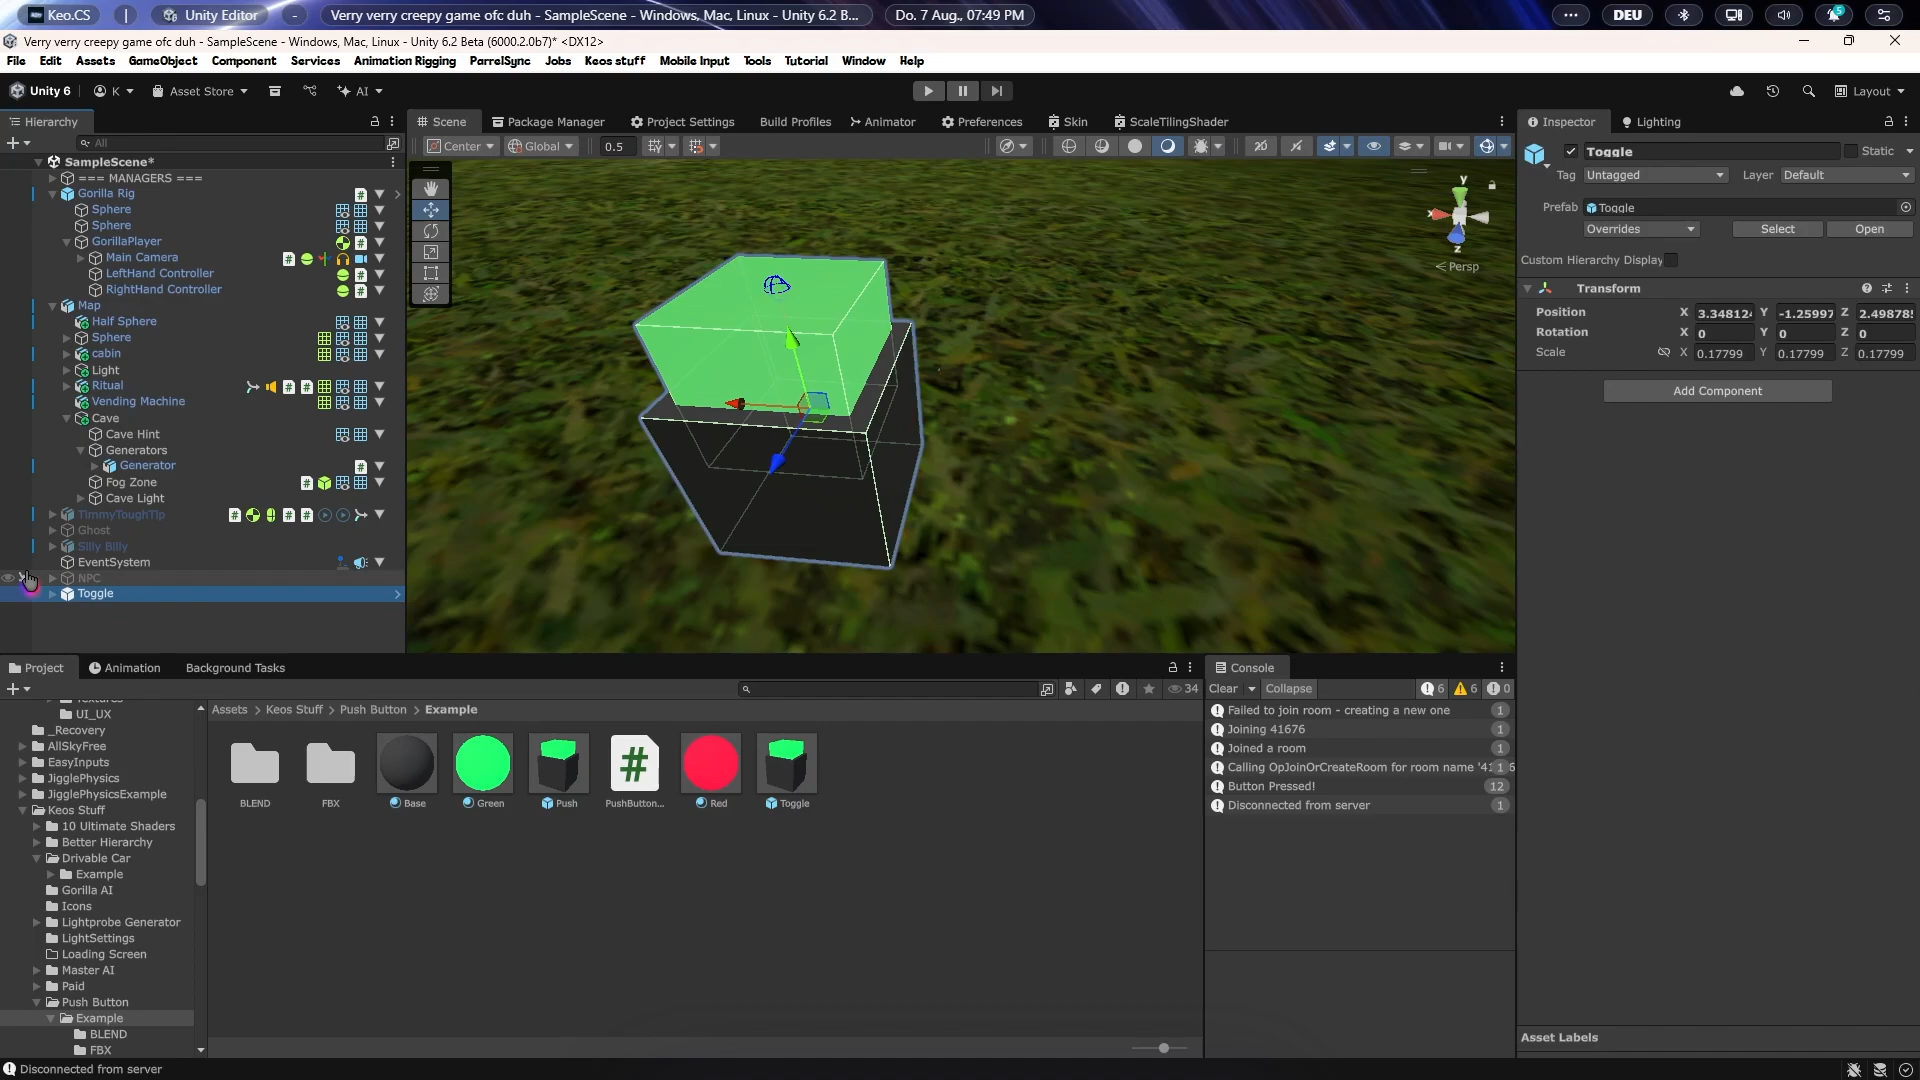 Keo.CS
|
Unity Editor
-
Verry verry creepy game ofc duh - SampleScene - Windows, Mac, Linux - Unity 6.2 B...
Do. 7 Aug., 07:49 PM
DEU
5
Verry verry creepy game ofc duh - SampleScene - Windows, Mac, Linux - Unity 6.2 Beta (6000.2.0b7)* <DX12>
File Edit Assets GameObject Component Services Animation Rigging ParrelSync Jobs Keos stuff Mobile Input Tools Tutorial Window Help
Unity 6 K Asset Store AI Layout
Hierarchy
All
SampleScene*
=== MANAGERS ===
Gorilla Rig
Sphere
Sphere
GorillaPlayer
Main Camera
LeftHand Controller
RightHand Controller
Map
Half Sphere
Sphere
cabin
Light
Ritual
Vending Machine
Cave
Cave Hint
Generators
Generator
Fog Zone
Cave Light
TimmyToughTip
Ghost
Silly Billy
EventSystem
NPC
Toggle
Scene Package Manager Project Settings Build Profiles Animator Preferences Skin ScaleTilingShader
Center Global 0.5 2D
y
x
z
Persp
Inspector Lighting
Toggle Static
Tag Untagged Layer Default
Prefab Toggle
Overrides Select Open
Custom Hierarchy Display
Transform
Position X 3.34812 Y -1.25997 Z 2.49878
Rotation X 0 Y 0 Z 0
Scale X 0.17799 Y 0.17799 Z 0.17799
Add Component
Asset Labels
Project Animation Background Tasks
34
UI_UX
_Recovery
AllSkyFree
EasyInputs
JigglePhysics
JigglePhysicsExample
Keos Stuff
10 Ultimate Shaders
Better Hierarchy
Drivable Car
Example
Gorilla AI
Icons
Lightprobe Generator
LightSettings
Loading Screen
Master AI
Paid
Push Button
Example
BLEND
FBX
Assets > Keos Stuff > Push Button > Example
#
BLEND FBX Base Green Push PushButton... Red Toggle
Console
Clear Collapse 6 6 0
Failed to join room - creating a new one 1
Joining 41676 1
Joined a room 1
Calling OpJoinOrCreateRoom for room name '41 1
Button Pressed! 12
Disconnected from server 1
Disconnected from server